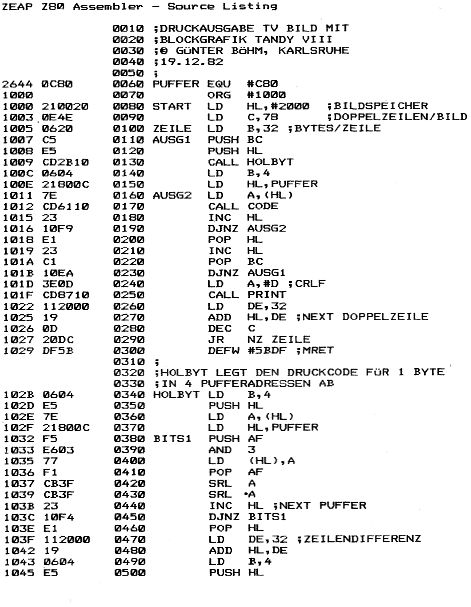 ZEAP Z80 Assembler - Source Listing
0010 ;DRUCKAUSGABE TV BILD MIT
0020 ;BLOCKGRAFIK TANDY VIII
0030 ;© GÜNTER BÖHM, KARLSRUHE
0040 ;19.12.82
0050 ;
2644 0C80 0060 PUFFER EQU #C80
1000 0070 ORG #1000
1000 210020 0080 START LD HL,#2000 ;BILDSPEICHER
1003 0E4E 0090 LD C,78 ;DOPPELZEILEN/BILD
1005 0620 0100 ZEILE LD B,32 ;BYTES/ZEILE
1007 C5 0110 AUSG1 PUSH BC
1008 E5 0120 PUSH HL
1009 CD2B10 0130 CALL HOLBYT
100C 0604 0140 LD B,4
100E 21800C 0150 LD HL,PUFFER
1011 7E 0160 AUSG2 LD A,(HL)
1012 CD6110 0170 CALL CODE
1015 23 0180 INC HL
1016 10F9 0190 DJNZ AUSG2
1018 E1 0200 POP HL
1019 23 0210 INC HL
101A C1 0220 POP BC
101B 10EA 0230 DJNZ AUSG1
101D 3E0D 0240 LD A,#D ;CRLF
101F CD8710 0250 CALL PRINT
1022 112000 0260 LD DE,32
1025 19 0270 ADD HL,DE ;NEXT DOPPELZEILE
1026 0D 0280 DEC C
1027 20DC 0290 JR NZ ZEILE
1029 DF5B 0300 DEFW #5BDF ;MRET
0310 ;
0320 ;HOLBYT LEGT DEN DRUCKCODE FÜR 1 BYTE
0330 ;IN 4 PUFFERADRESSEN AB
102B 0604 0340 HOLBYT LD B,4
102D E5 0350 PUSH HL
102E 7E 0360 LD A,(HL)
102F 21800C 0370 LD HL,PUFFER
1032 F5 0380 BITS1 PUSH AF
1033 E603 0390 AND 3
1035 77 0400 LD (HL),A
1036 F1 0410 POP AF
1037 CB3F 0420 SRL A
1039 CB3F 0430 SRL A
103B 23 0440 INC HL ;NEXT PUFFER
103C 10F4 0450 DJNZ BITS1
103E E1 0460 POP HL
103F 112000 0470 LD DE,32 ;ZEILENDIFFERENZ
1042 19 0480 ADD HL,DE
1043 0604 0490 LD B,4
1045 E5 0500 PUSH HL